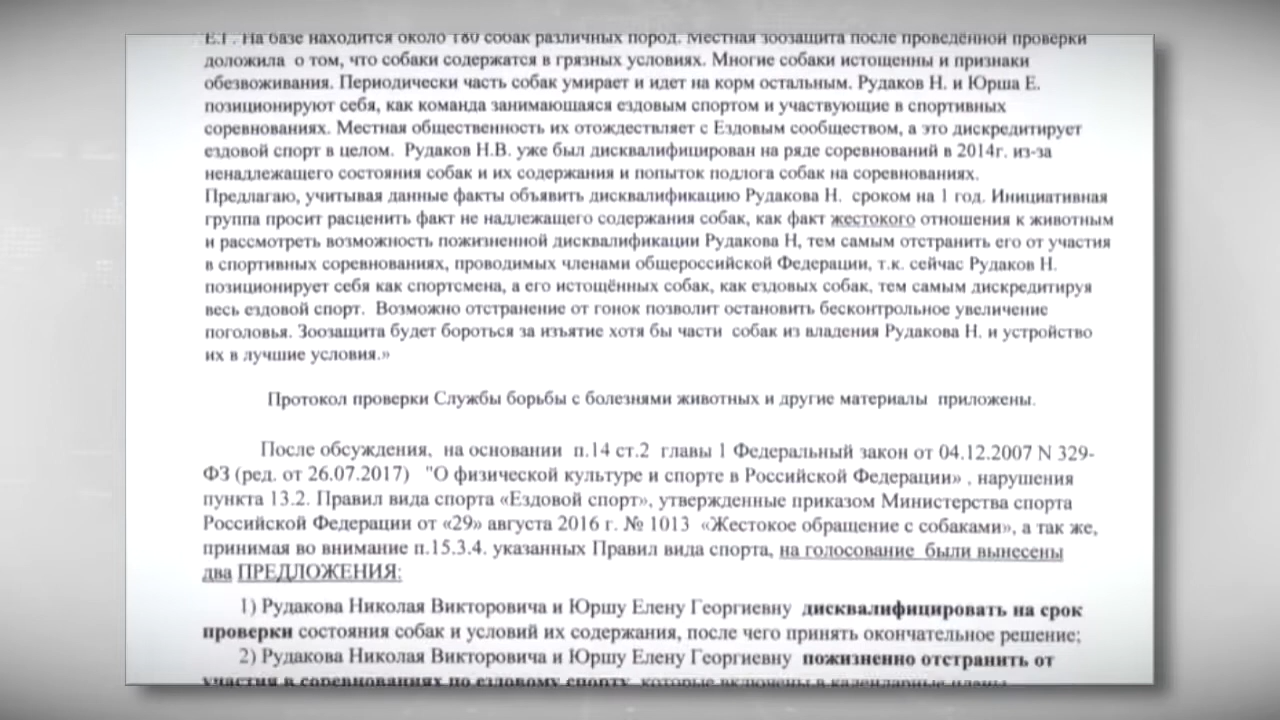 Е.Г. На базе находится около 180 собак различных пород. Местная зоозащита после проведённой проверки
доложила о том, что собаки содержатся в грязных условиях. Многие собаки истощенны и признаки
обезвоживания. Периодически часть собак умирает и идет на корм остальным. Рудаков Н. и Юрша Е.
позиционируют себя, как команда занимающаяся ездовым спортом и участвующие в спортивных
соревнованиях. Местная общественность их отождествляет с Ездовым сообществом, а это дискредитирует
ездовой спорт в целом. Рудаков Н.В. уже был дисквалифицирован на ряде соревнований в 2014г. из-за
ненадлежащего состояния собак и их содержания и попыток подлога собак на соревнованиях.
Предлагаю, учитывая данные факты объявить дисквалификацию Рудакова Н. сроком на 1 год. Инициативная
группа просит расценить факт не надлежащего содержания собак, как факт жестокого отношения к животным
и рассмотреть возможность пожизненной дисквалификации Рудакова Н, тем самым отстранить его от участия
в спортивных соревнованиях, проводимых членами общероссийской Федерации, т.к. сейчас Рудаков Н.
позиционирует себя как спортсмена, а его истощённых собак, как ездовых собак, тем самым дискредитируя
весь ездовой спорт. Возможно отстранение от гонок позволит остановить бесконтрольное увеличение
поголовья. Зоозащита будет бороться за изъятие хотя бы части собак из владения Рудакова Н. и устройство
их в лучшие условия.»
Протокол проверки Службы борьбы с болезнями животных и другие материалы приложены.
После обсуждения, на основании п.14 ст.2 главы 1 Федеральный закон от 04.12.2007 N 329-
ФЗ (ред. от 26.07.2017) "О физической культуре и спорте в Российской Федерации» , нарушения
пункта 13.2. Правил вида спорта «Ездовой спорт», утвержденные приказом Министерства спорта
Российской Федерации от «29» августа 2016 г. № 1013 «Жестокое обращение с собаками», а так же,
принимая во внимание п.15.3.4. указанных Правил вида спорта, на голосование были вынесены
два ПРЕДЛОЖЕНИЯ:
1) Рудакова Николая Викторовича и Юршу Елену Георгиевну дисквалифицировать на срок
проверки состояния собак и условий их содержания, после чего принять окончательное решение;
2) Рудакова Николая Викторовича и Юршу Елену Георгиевну пожизненно отстранить от
участия в соревнованиях по ездовому спорту, которые включены в календарные планы